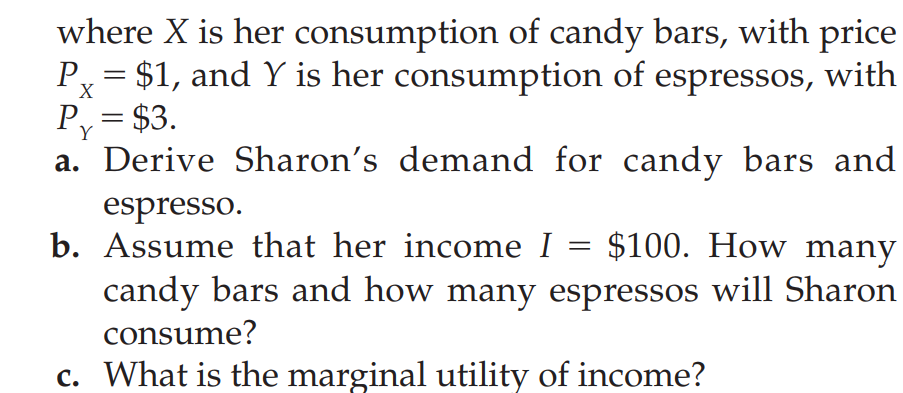 where X is her consumption of candy bars, with price
P_X = $1, and Y is her consumption of espressos, with
P_Y = $3.
a. Derive Sharon's demand for candy bars and
espresso.
b. Assume that her income I = $100. How many
candy bars and how many espressos will Sharon
consume?
c. What is the marginal utility of income?